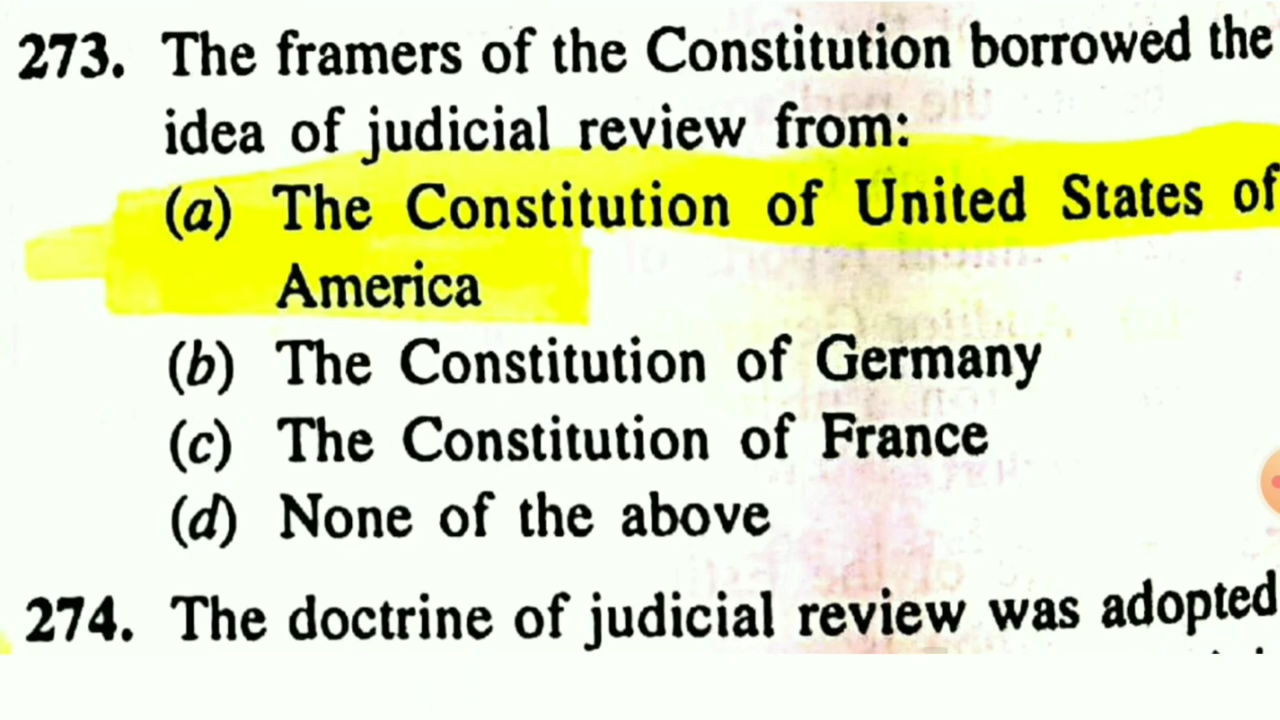 273. The framers of the Constitution borrowed the
idea of judicial review from:
(a) The Constitution of United States of
America
(b) The Constitution of Germany
(c) The Constitution of France
(d) None of the above
274. The doctrine of judicial review was adopted